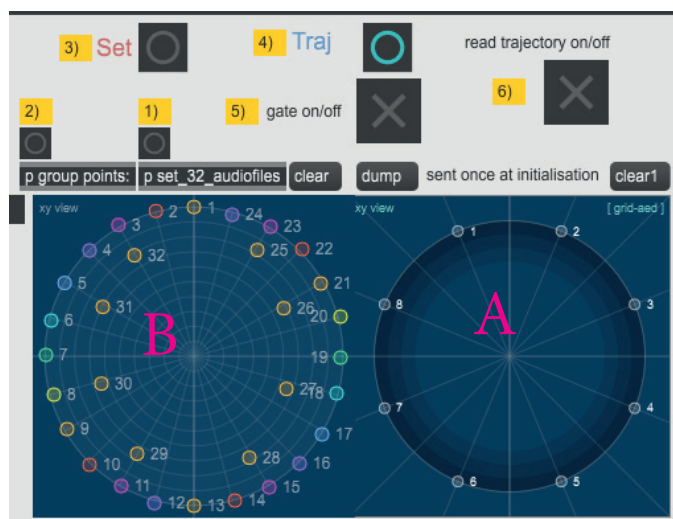 3) Set
4) Traj
read trajectory on/off
2)
1)
5) gate on/off
6)
p group points:
p set_32_audiofiles
clear
dump
sent once at initialisation
clear1
xy view
xy view
[ grid-aed ]
1
2
3
4
5
6
7
8
9
10
11
12
13
14
15
16
17
18
19
20
21
22
23
24
25
26
27
28
29
30
31
32
B
1
2
3
4
5
6
7
8
A